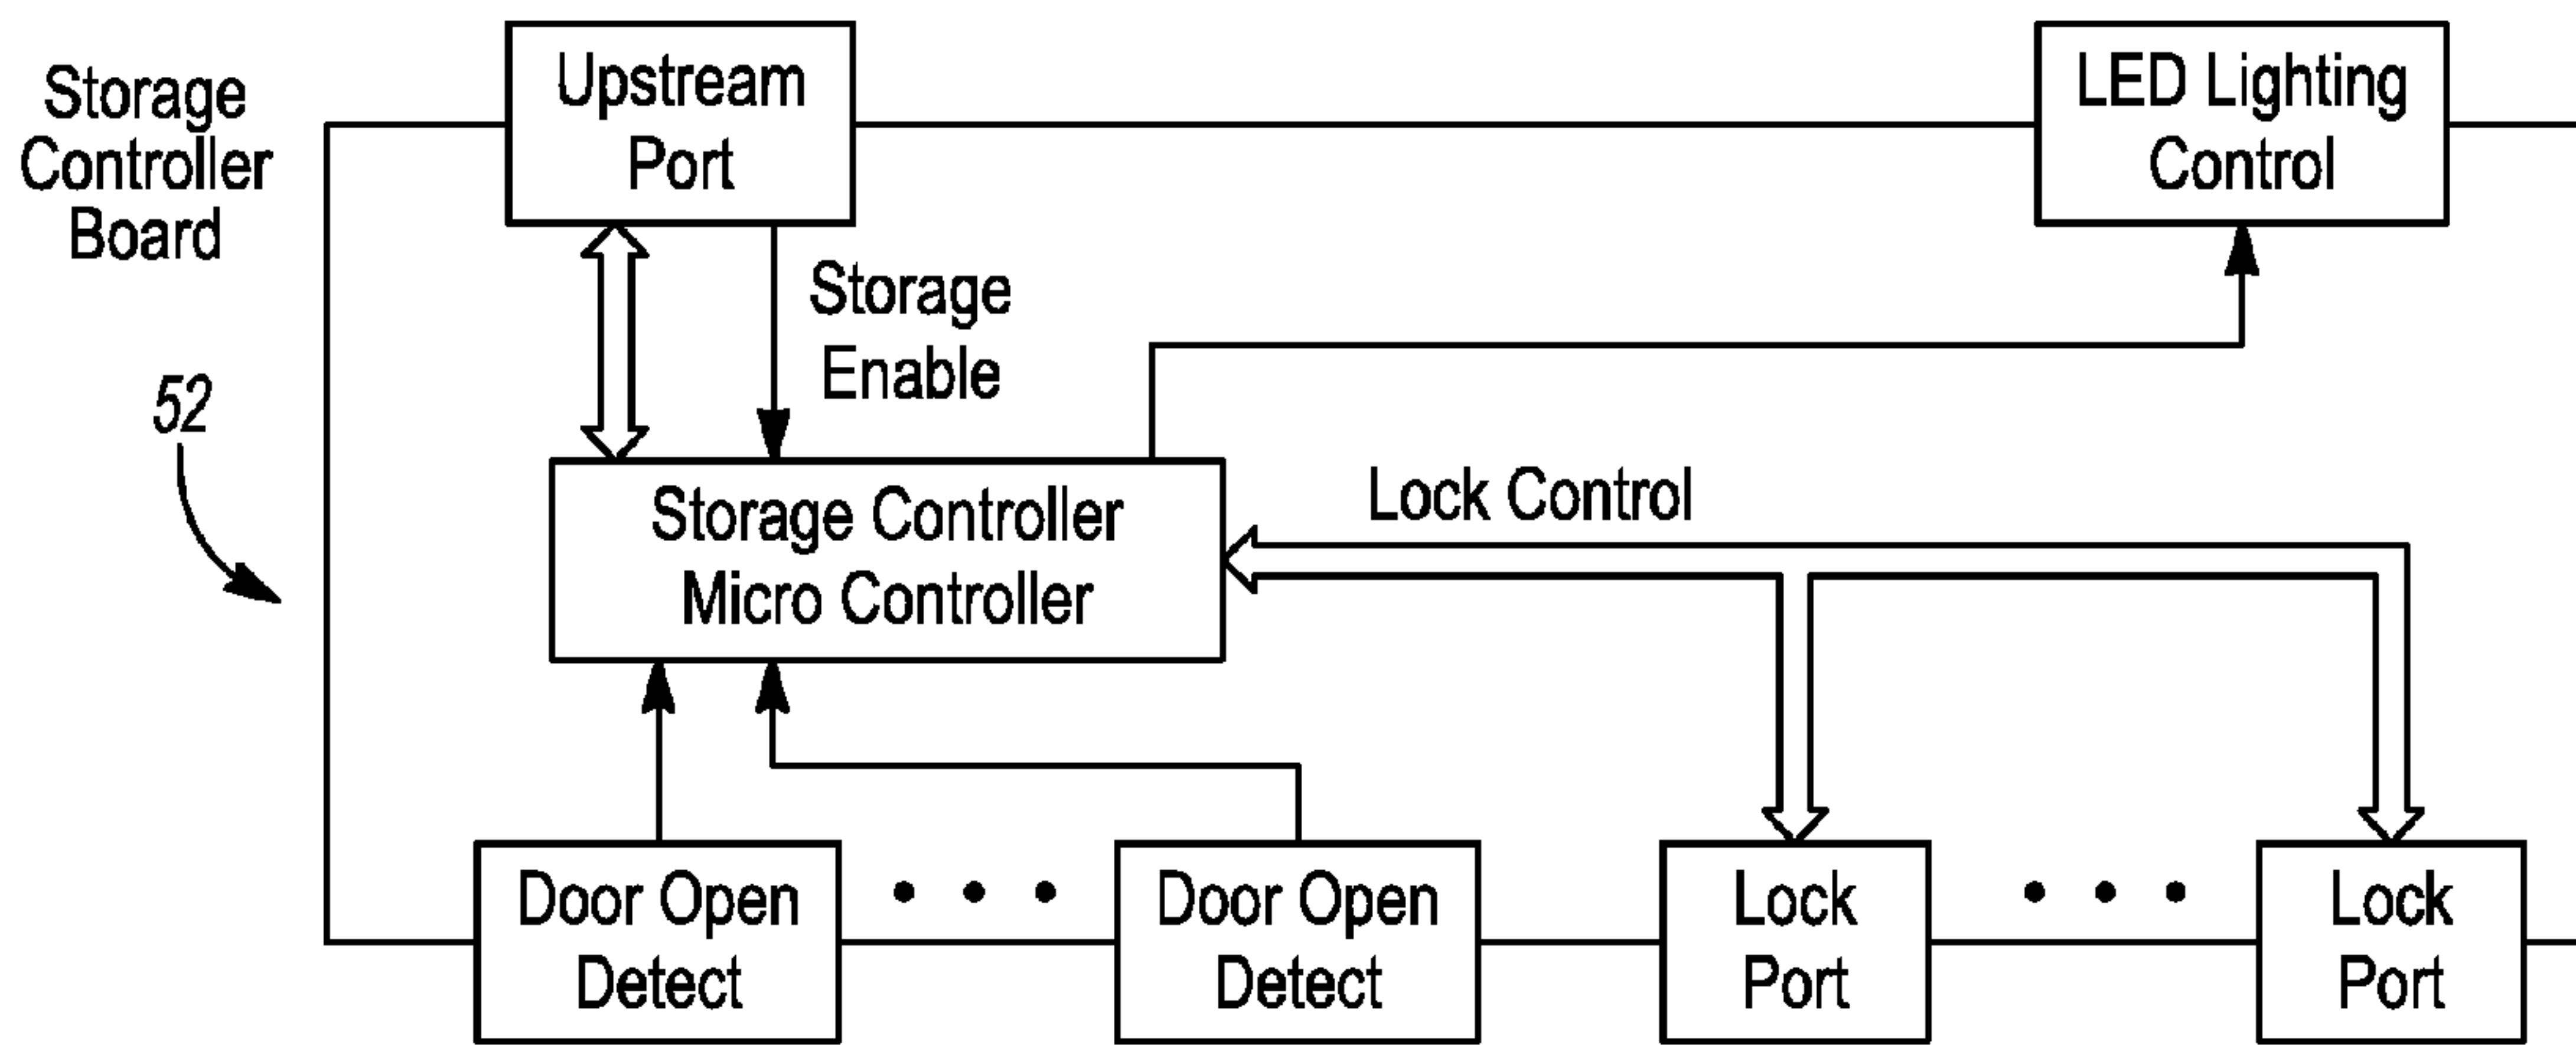 Storage
Controller
Board
52
Upstream
Port
LED Lighting
Control
Storage
Enable
Storage Controller
Micro Controller
Lock Control
Door Open
Detect
Door Open
Detect
Lock
Port
Lock
Port